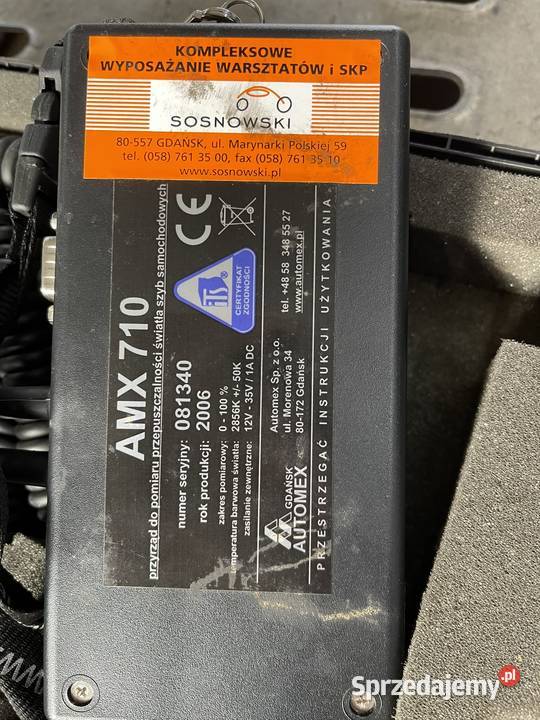 KOMPLEKSOWE
WYPOSAŻANIE WARSZTATÓW i SKP
SOSNOWSKI
80-557 GDAŃSK, ul. Marynarki Polskiej 59
tel. (058) 761 35 00, fax (058) 761 35 10
www.sosnowski.pl
AMX 710
przyrząd do pomiaru przepuszczalności światła szyb samochodowych
numer seryjny: 081340
rok produkcji: 2006
zakres pomiarowy: 0 - 100 %
temperatura barwowa światła: 2856K +/- 50K
zasilanie zewnętrzne: 12V - 35V / 1A DC
CE
ITS
CERTYFIKAT
ZGODNOŚCI
GDAŃSK
AUTOMEX
Automex Sp. z o.o.
ul. Morenowa 34
80-172 Gdańsk
tel. +48 58 348 55 27
www.automex.pl
PRZESTRZEGAĆ INSTRUKCJI UŻYTKOWANIA
Sprzedajemy.pl